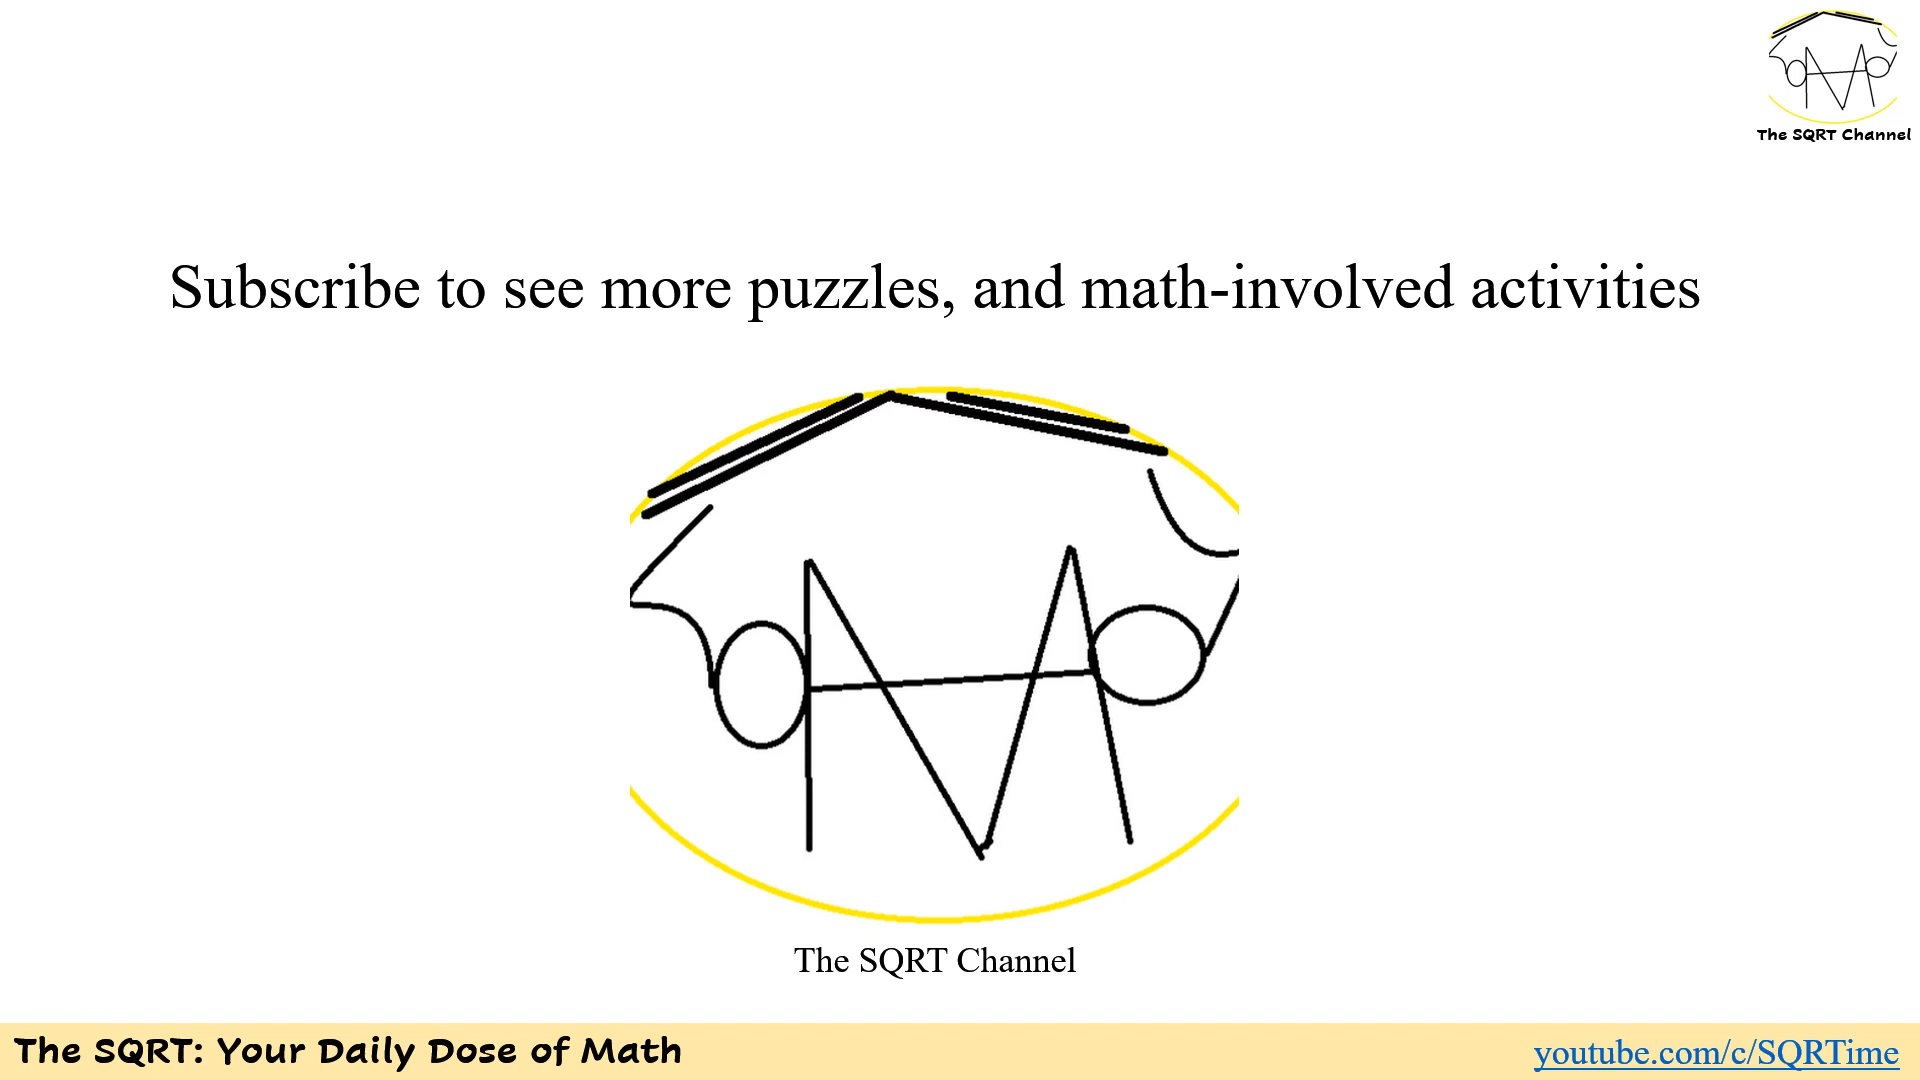 The SQRT Channel
Subscribe to see more puzzles, and math-involved activities
The SQRT Channel
The SQRT: Your Daily Dose of Math
youtube.com/c/SQRTime